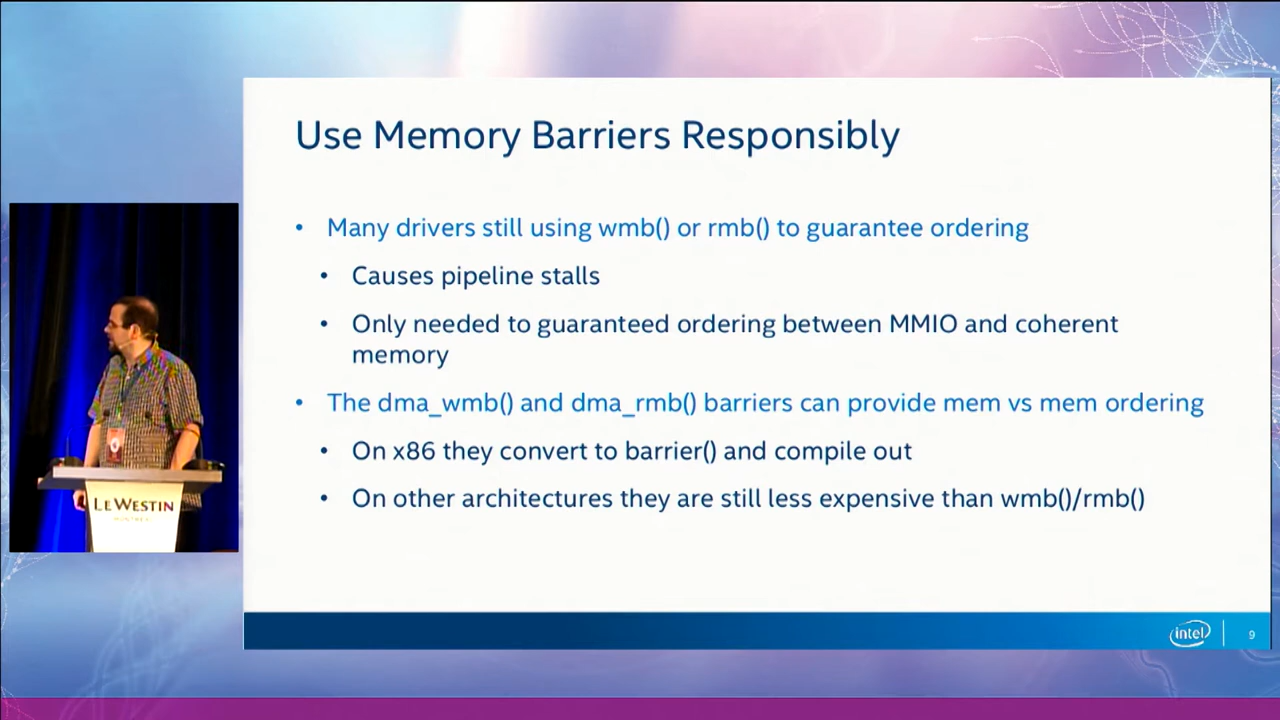 Use Memory Barriers Responsibly
• Many drivers still using wmb() or rmb() to guarantee ordering
• Causes pipeline stalls
• Only needed to guaranteed ordering between MMIO and coherent
memory
• The dma_wmb() and dma_rmb() barriers can provide mem vs mem ordering
• On x86 they convert to barrier() and compile out
• On other architectures they are still less expensive than wmb()/rmb()
LE WESTIN
MONTRÉAL
intel
9